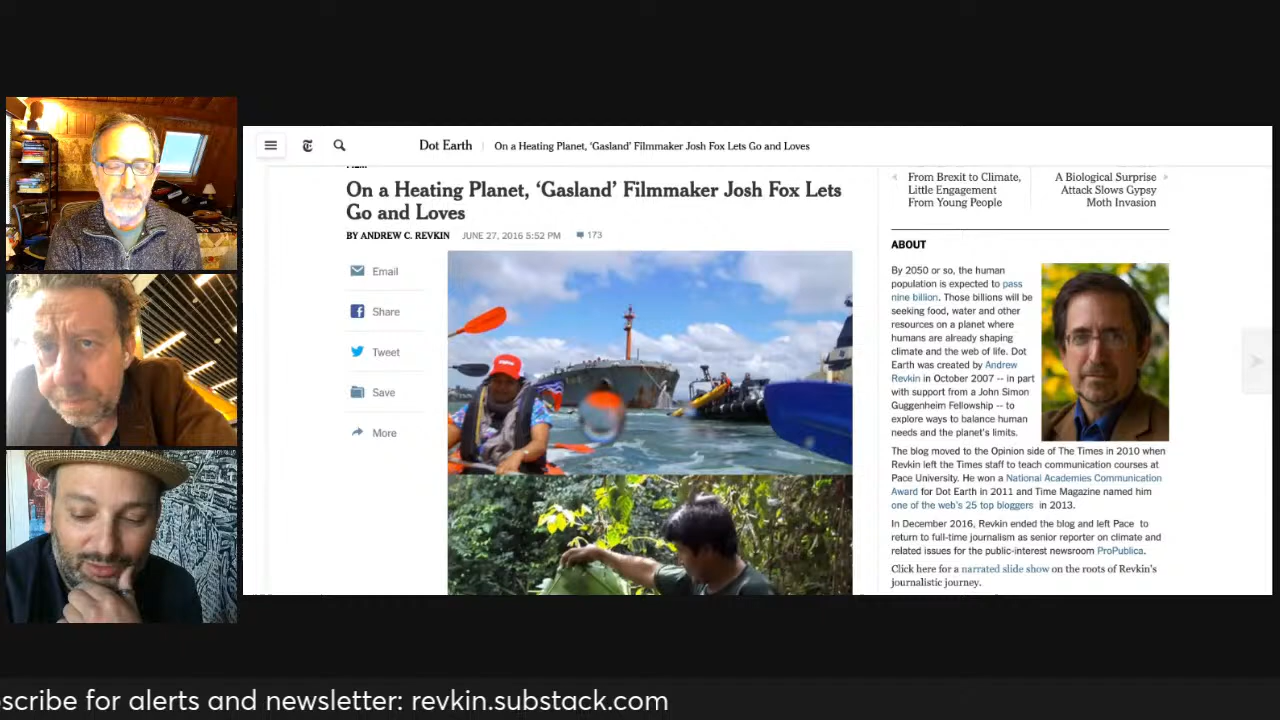 Dot Earth
On a Heating Planet, ‘Gasland’ Filmmaker Josh Fox Lets Go and Loves
On a Heating Planet, ‘Gasland’ Filmmaker Josh Fox Lets
Go and Loves
BY ANDREW C. REVKIN JUNE 27, 2016 5:52 PM 173
Email
Share
Tweet
Save
More
From Brexit to Climate,
Little Engagement
From Young People
A Biological Surprise
Attack Slows Gypsy
Moth Invasion
ABOUT
By 2050 or so, the human
population is expected to pass
nine billion. Those billions will be
seeking food, water and other
resources on a planet where
humans are already shaping
climate and the web of life. Dot
Earth was created by Andrew
Revkin in October 2007 -- in part
with support from a John Simon
Guggenheim Fellowship -- to
explore ways to balance human
needs and the planet's limits.
The blog moved to the Opinion side of The Times in 2010 when
Revkin left the Times staff to teach communication courses at
Pace University. He won a National Academies Communication
Award for Dot Earth in 2011 and Time Magazine named him
one of the web's 25 top bloggers in 2013.
In December 2016, Revkin ended the blog and left Pace to
return to full-time journalism as senior reporter on climate and
related issues for the public-interest newsroom ProPublica.
Click here for a narrated slide show on the roots of Revkin's
journalistic journey.
scribe for alerts and newsletter: revkin.substack.com